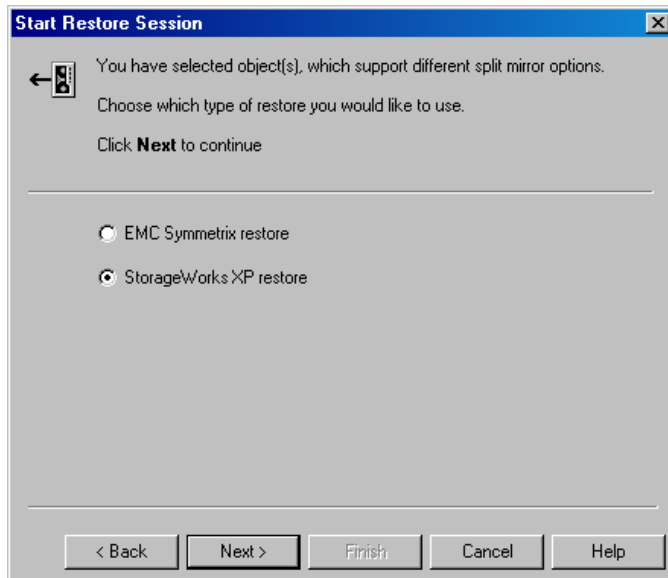 Start Restore Session
You have selected object(s), which support different split mirror options.
Choose which type of restore you would like to use.
Click Next to continue
EMC Symmetrix restore
StorageWorks XP restore
< Back
Next >
Finish
Cancel
Help